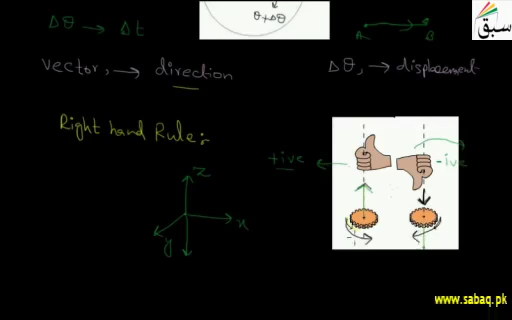 Δθ → Δt
θ+Δθ
A B
سبق
vector, → direction
Δθ, → displacement
Right hand Rule:
+ive
-ive
z
x
y
www.sabaq.pk